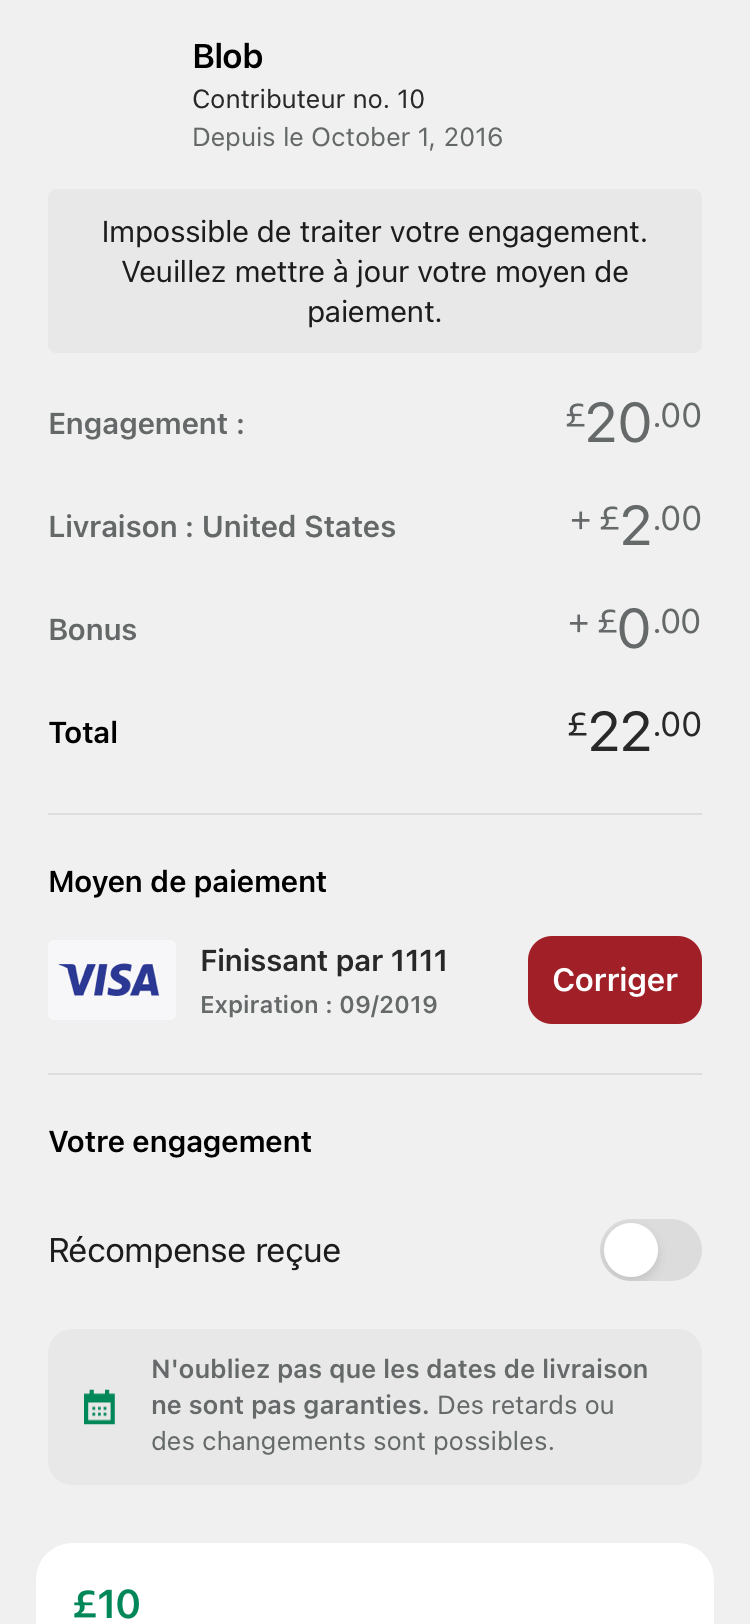 Blob
Contributeur no. 10
Depuis le October 1, 2016
Impossible de traiter votre engagement.
Veuillez mettre à jour votre moyen de
paiement.
Engagement :
£20.00
Livraison : United States
+ £2.00
Bonus
+ £0.00
Total
£22.00
Moyen de paiement
VISA
Finissant par 1111
Expiration : 09/2019
Corriger
Votre engagement
Récompense reçue
N'oubliez pas que les dates de livraison
ne sont pas garanties. Des retards ou
des changements sont possibles.
£10